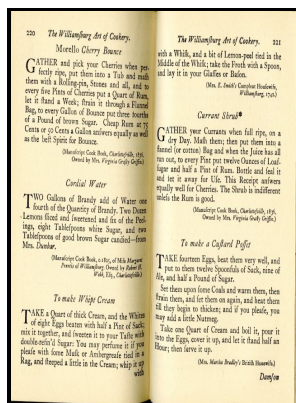 220 The Williamsburg Art of Cookery.
Morello Cherry Bounce
GATHER and pick your Cherries when per-
fectly ripe, put them into a Tub and mash
them with a Rolling-pin, Stones and all, and to
every five Pints of Cherries put a Quart of Rum,
let it stand a Week; strain it through a Flannel
Bag, to every Gallon of Bounce put three fourths
of a Pound of brown Sugar. Cheap Rum at 75
Cents or 50 Cents a Gallon answers equally as well
as the best Spirit for Bounce.
(Manuscript Cook Book, Charlottesville, 1836.
Owned by Mrs. Virginia Grafty Griffin.)
Cordial Water
TWO Gallons of Brandy add of Water one
fourth of the Quantity of Brandy. Two Dozen
Lemons sliced and sweetened and six of the Peel-
ings, eight Tablespoons white Sugar, and two
Tablespoons of good brown Sugar candied—from
Mrs. Dunbar.
(Manuscript Cook Book, c. 1801, of Miss Margaret
Prentis of Williamsburg. Owned by Robert H.
Webb, Esq., Charlottesville.)
To make Whipt Cream
TAKE a Quart of thick Cream, and the Whites
of eight Eggs beaten with half a Pint of Sack:
mix it together, and sweeten it to your Taste with
double-refin'd Sugar: You may perfume it if you
please with some Musk or Ambergrease tied in a
Rag, and steeped a little in the Cream; whip it up
with
The Williamsburg Art of Cookery. 221
with a Whisk, and a bit of Lemon-peel tied in the
Middle of the Whisk; take the Froth with a Spoon,
and lay it in your Glasses or Basons.
(Mrs. E. Smith's Compleat Housewife,
Williamsburg, 1742.)
Currant Shrub*
GATHER your Currants when full ripe, on a
dry Day. Mash them; then put them into a
flannel (or cotton) Bag and when the Juice has all
run out, to every Pint put twelve Ounces of Loaf-
Sugar and half a Pint of Rum. Bottle and seal it
and set it away for Use. This Receipt answers
equally well for Cherries. The Shrub is indifferent
unless the Rum is good.
(Manuscript Cook Book, Charlottesville, 1836.
Owned by Mrs. Virginia Grafty Griffin.)
To make a Custard Posset
TAKE fourteen Eggs, beat them very well, and
put to them twelve Spoonfuls of Sack, nine of
Ale, and half a Pound of Sugar.
Set them upon some Coals and warm them, then
strain them, and set them on again, and heat them
till they begin to thicken; and if you please, you
may add a little Nutmeg.
Take one Quart of Cream and boil it, pour it
into the Eggs, cover it up, and let it stand half an
Hour; then serve it up.
(Mrs. Martha Bradley's British Housewife.)
Damson